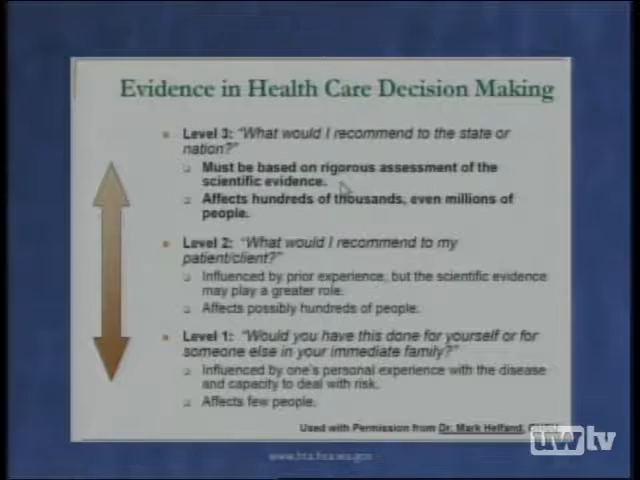 Evidence in Health Care Decision Making
Level 3: "What would I recommend to the state or
nation?"
Must be based on rigorous assessment of the
scientific evidence.
Affects hundreds of thousands, even millions of
people.
Level 2: "What would I recommend to my
patient/client?"
Influenced by prior experience, but the scientific evidence
may play a greater role.
Affects possibly hundreds of people.
Level 1: "Would you have this done for yourself or for
someone else in your immediate family?"
Influenced by one's personal experience with the disease
and capacity to deal with risk.
Affects few people.
Used with Permission from Dr. Mark Helfand,
uwtv
www.hta.hca.wa.gov